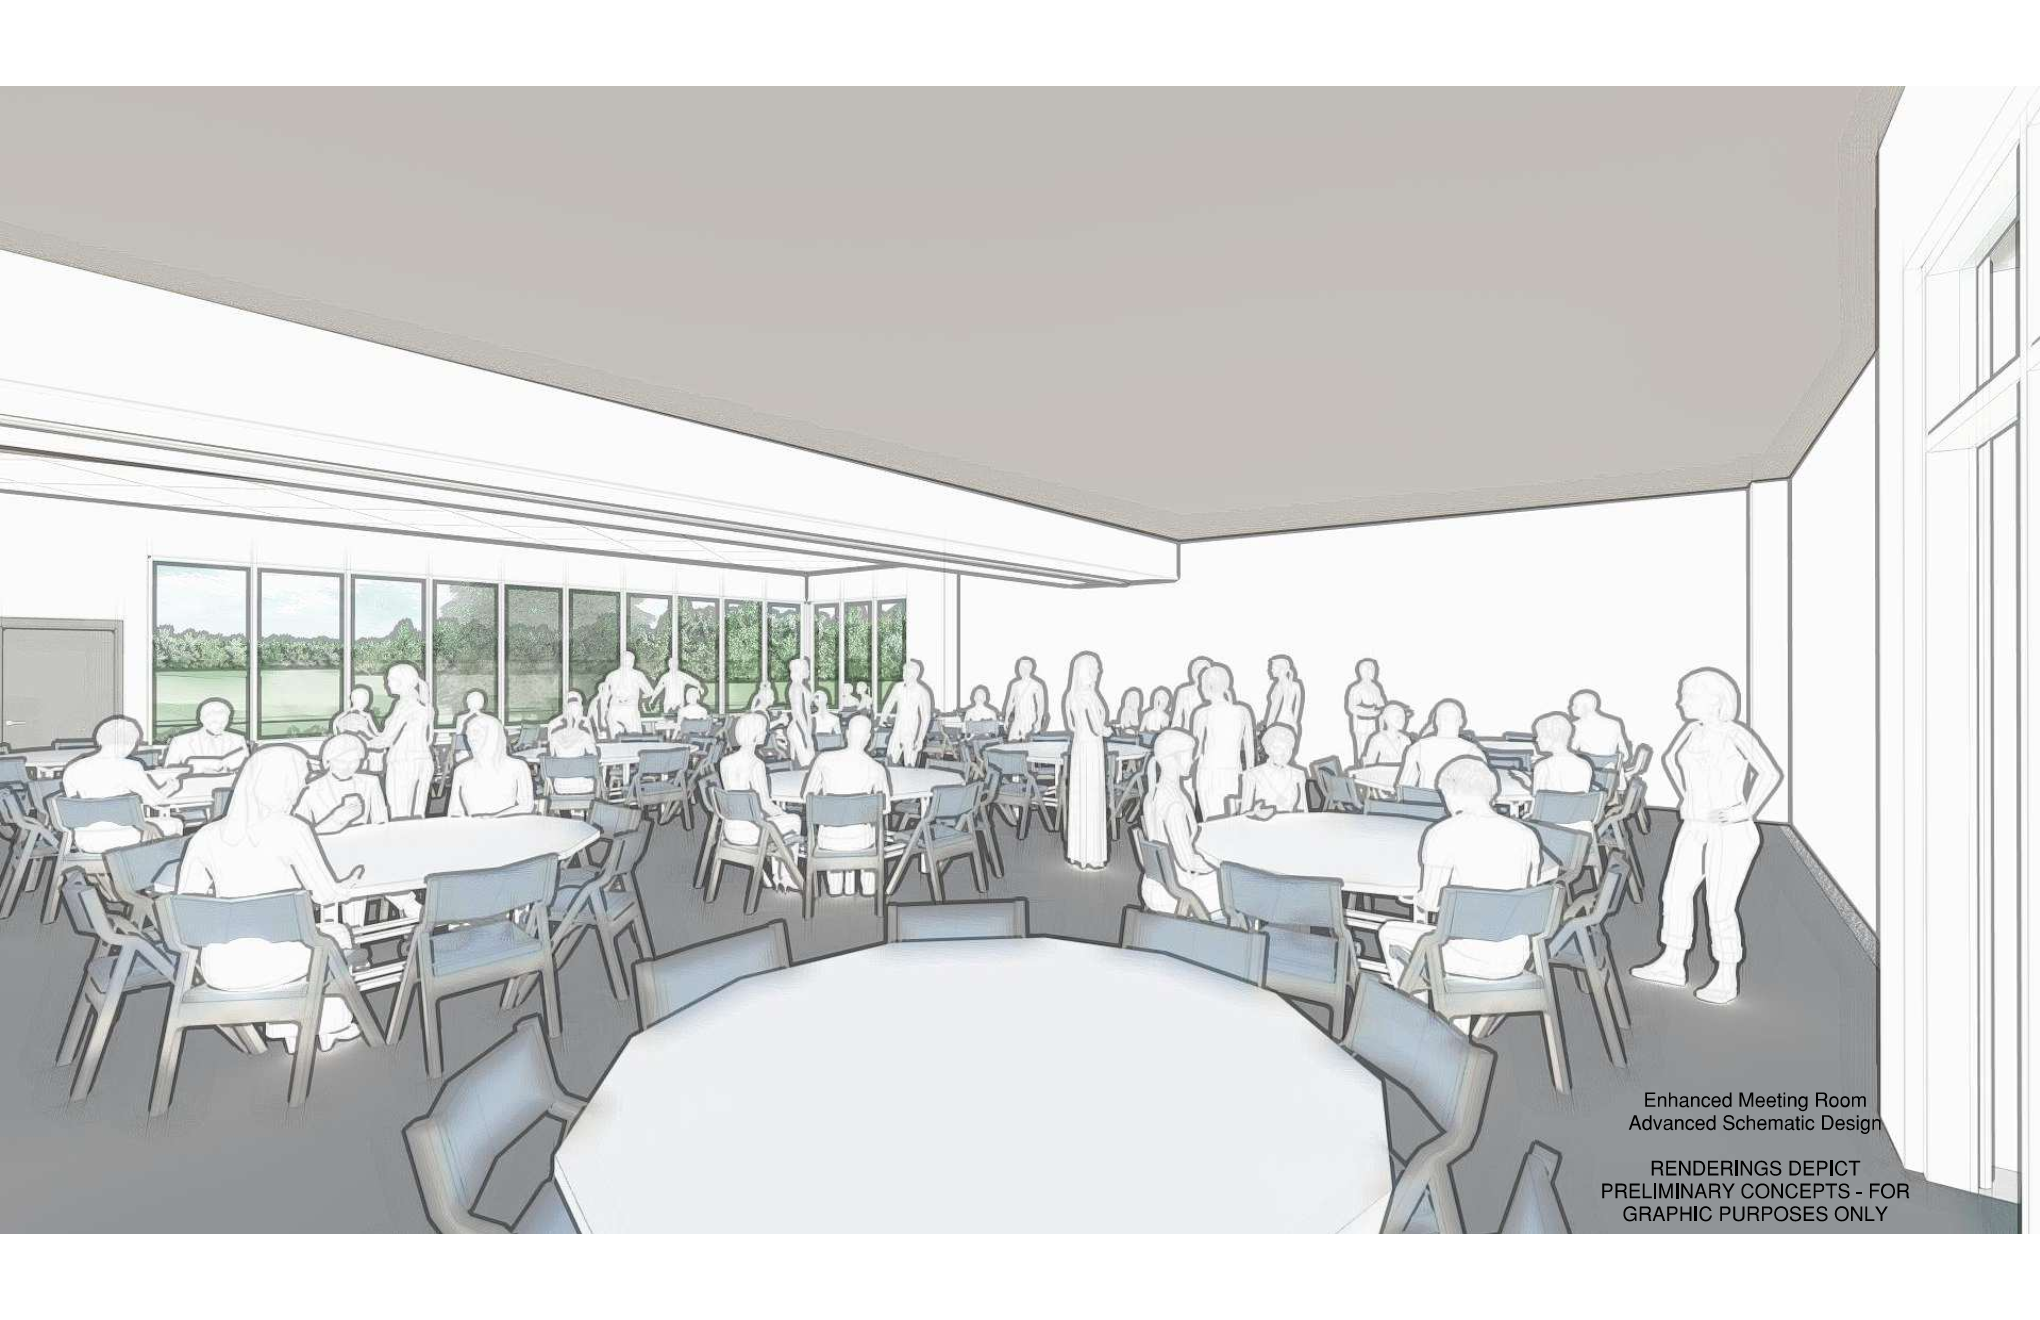 Enhanced Meeting Room
Advanced Schematic Design
RENDERINGS DEPICT
PRELIMINARY CONCEPTS - FOR
GRAPHIC PURPOSES ONLY